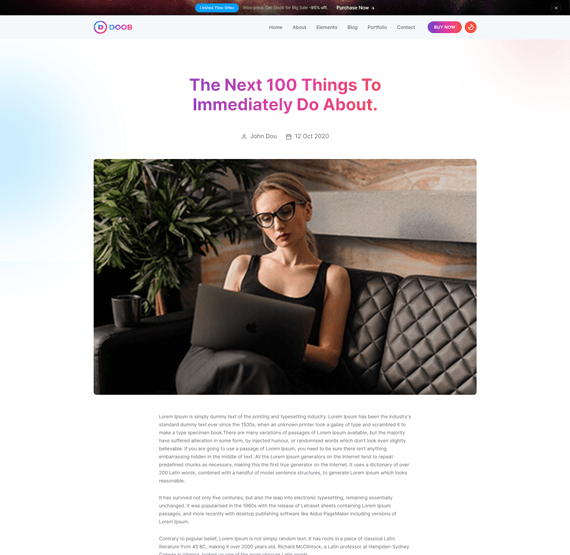 Limited Time Offer Intro price. Get Doob for Big Sale -95% off. Purchase Now
DOOB
Home About Elements Blog Portfolio Contact BUY NOW
The Next 100 Things To
Immediately Do About.
John Dou 12 Oct 2020
Lorem Ipsum is simply dummy text of the printing and typesetting industry. Lorem Ipsum has been the industry's
standard dummy text ever since the 1500s, when an unknown printer took a galley of type and scrambled it to
make a type specimen book.There are many variations of passages of Lorem Ipsum available, but the majority
have suffered alteration in some form, by injected humour, or randomised words which don't look even slightly
believable. If you are going to use a passage of Lorem Ipsum, you need to be sure there isn't anything
embarrassing hidden in the middle of text. All the Lorem Ipsum generators on the Internet tend to repeat
predefined chunks as necessary, making this the first true generator on the Internet. It uses a dictionary of over
200 Latin words, combined with a handful of model sentence structures, to generate Lorem Ipsum which looks
reasonable.
It has survived not only five centuries, but also the leap into electronic typesetting, remaining essentially
unchanged. It was popularised in the 1960s with the release of Letraset sheets containing Lorem Ipsum
passages, and more recently with desktop publishing software like Aldus PageMaker including versions of
Lorem Ipsum.
Contrary to popular belief, Lorem Ipsum is not simply random text. It has roots in a piece of classical Latin
literature from 45 BC, making it over 2000 years old. Richard McClintock, a Latin professor at Hampden-Sydney